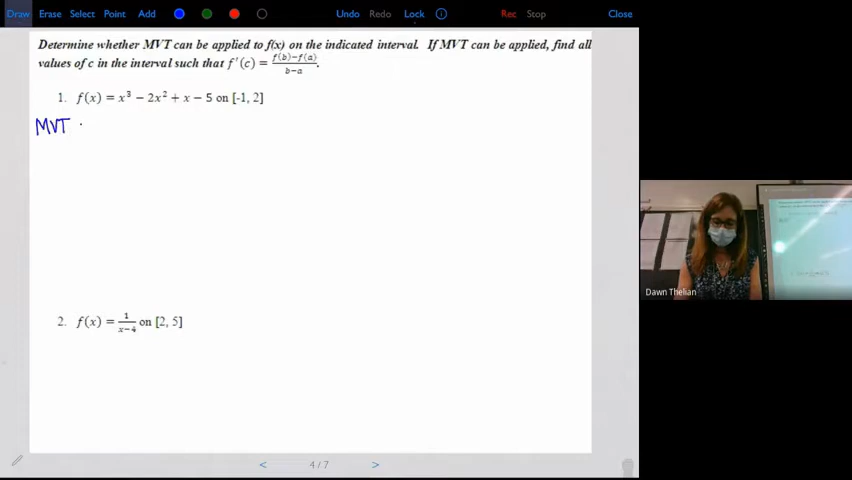 Draw Erase Select Point Add Undo Redo Lock Rec Stop Close
Determine whether MVT can be applied to f(x) on the indicated interval. If MVT can be applied, find all
values of c in the interval such that f'(c) = \frac{f(b)-f(a)}{b-a}.
1. f(x) = x³ − 2x² + x − 5 on [-1, 2]
MVT
2. f(x) = \frac{1}{x-4} on [2, 5]
Dawn Thelian
< 4 / 7 >